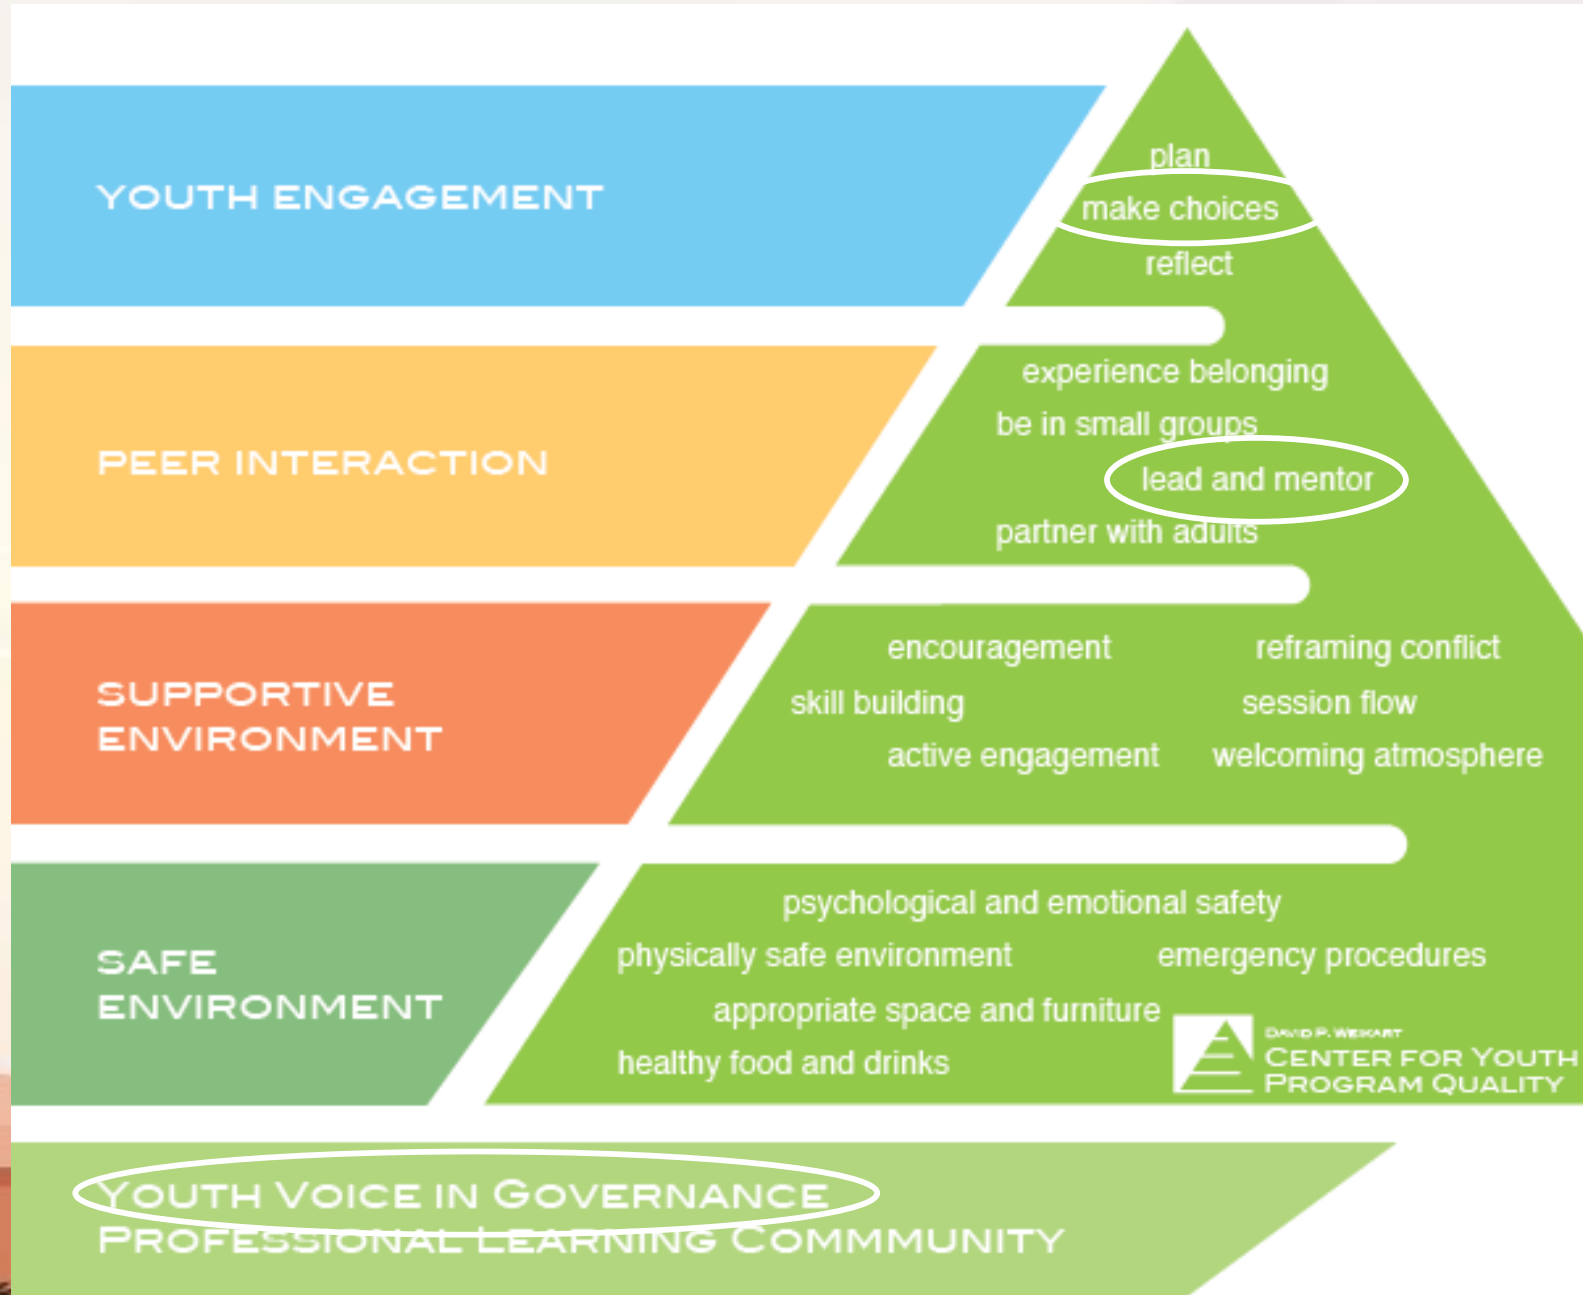 YOUTH ENGAGEMENT
plan
make choices
reflect
PEER INTERACTION
experience belonging
be in small groups
lead and mentor
partner with adults
SUPPORTIVE
ENVIRONMENT
encouragement reframing conflict
skill building session flow
active engagement welcoming atmosphere
SAFE
ENVIRONMENT
psychological and emotional safety
physically safe environment emergency procedures
appropriate space and furniture
healthy food and drinks
DAVID P. WEIKART
CENTER FOR YOUTH
PROGRAM QUALITY
YOUTH VOICE IN GOVERNANCE
PROFESSIONAL LEARNING COMMMUNITY